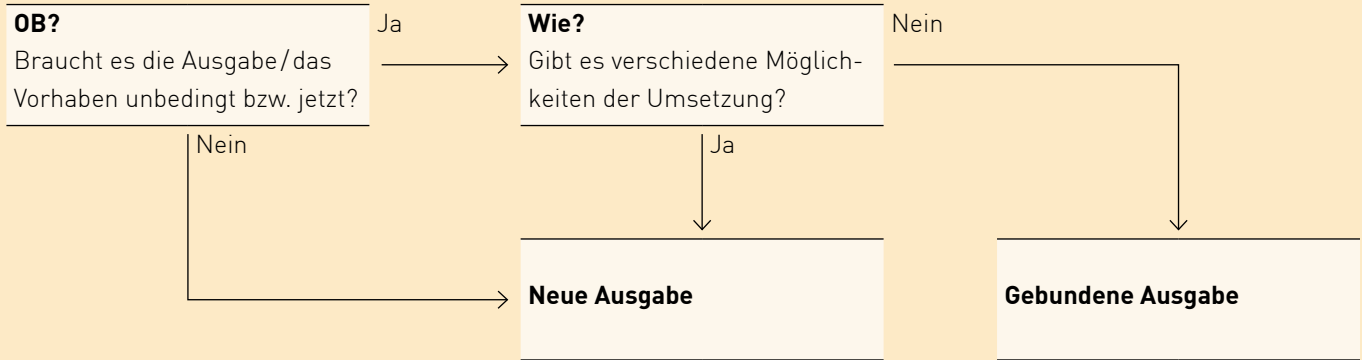 OB?
Braucht es die Ausgabe/das
Vorhaben unbedingt bzw. jetzt?
Ja
Wie?
Gibt es verschiedene Möglich-
keiten der Umsetzung?
Nein
Nein
Ja
Neue Ausgabe
Gebundene Ausgabe